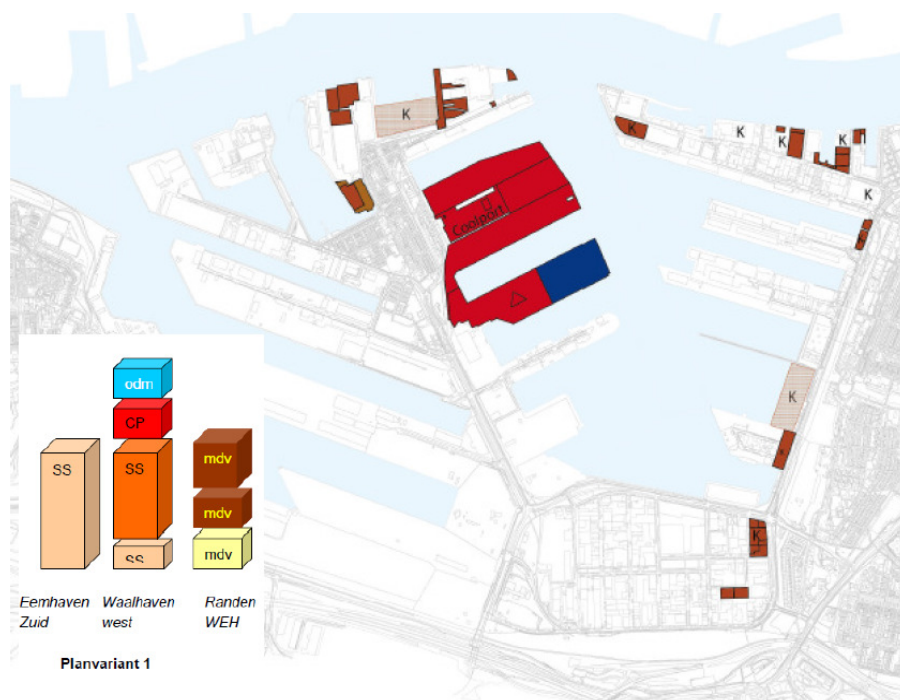 K
K
K
K
K
K
Coolport
K
K
odm
CP
SS
SS
mdv
mdv
SS
mdv
Eemhaven Waalhaven Randen
Zuid west WEH
Planvariant 1